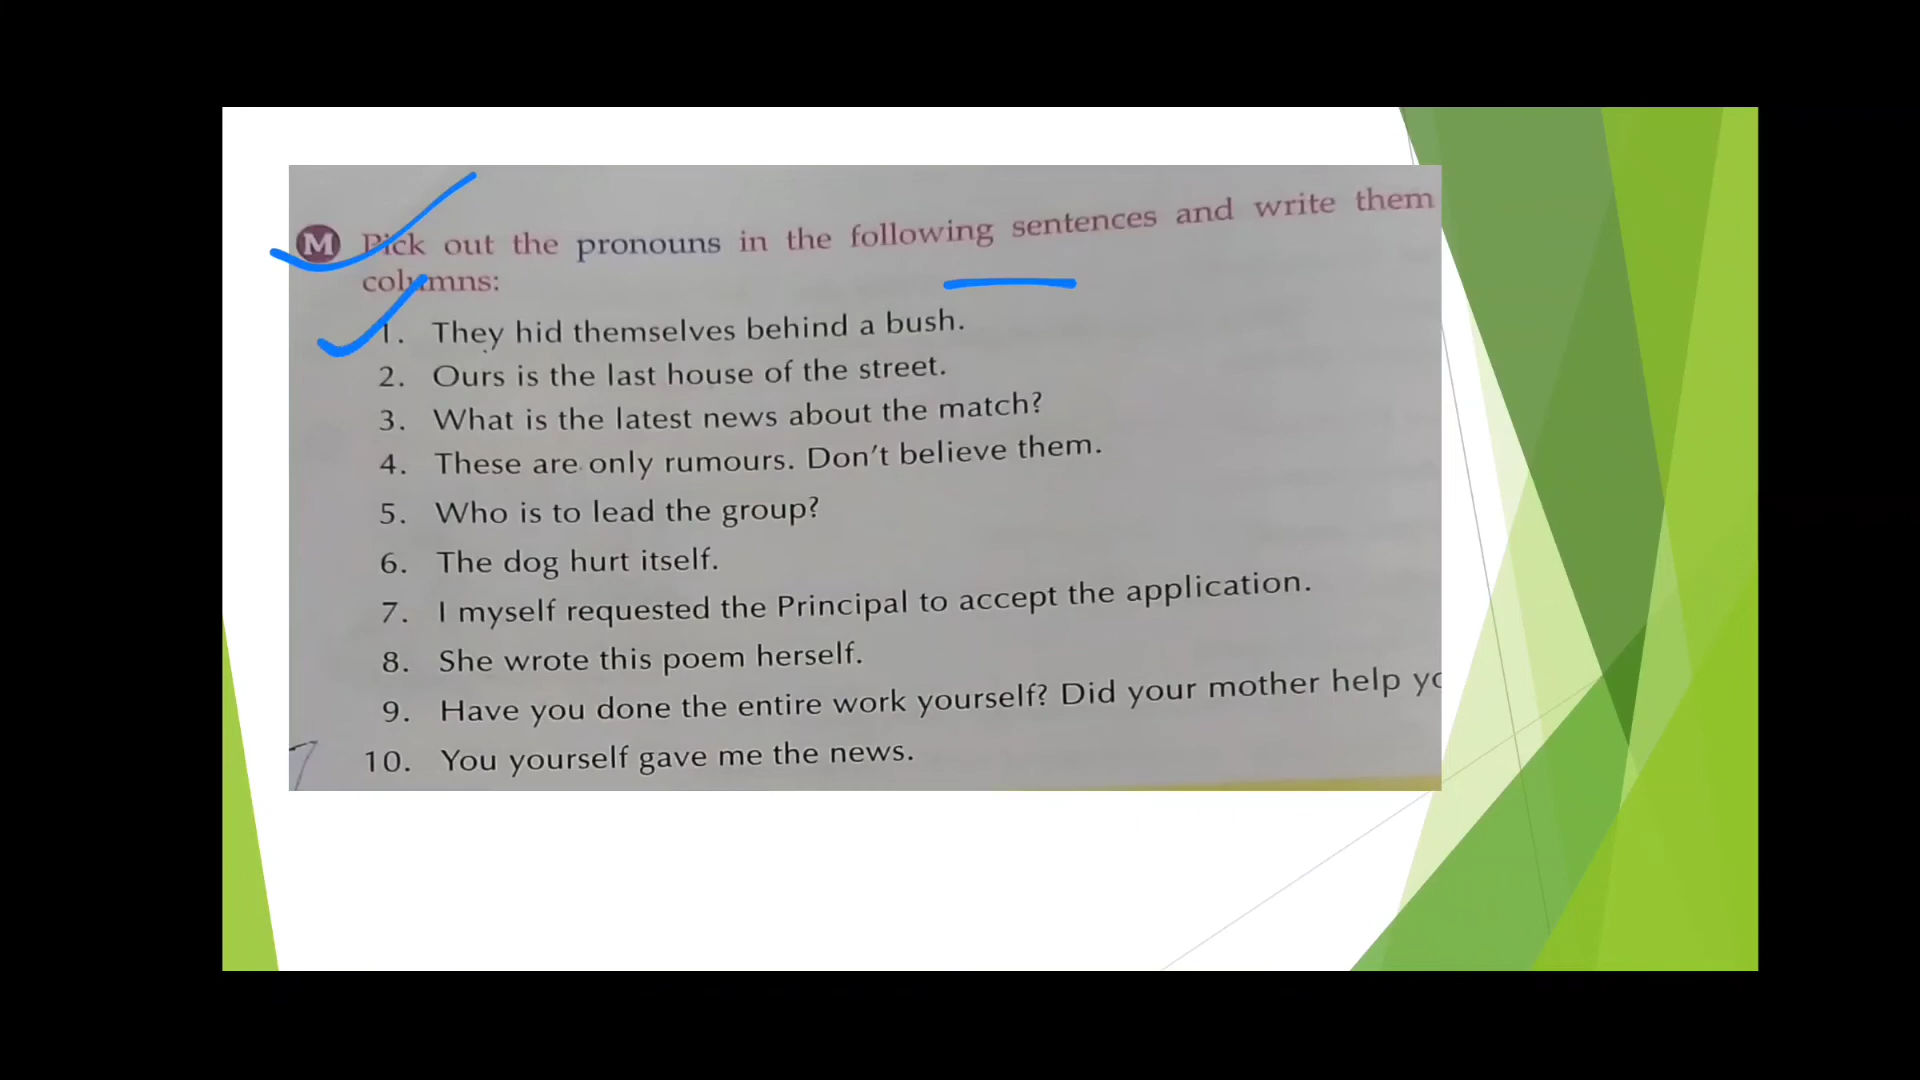 M Pick out the pronouns in the following sentences and write them
columns:
1. They hid themselves behind a bush.
2. Ours is the last house of the street.
3. What is the latest news about the match?
4. These are only rumours. Don't believe them.
5. Who is to lead the group?
6. The dog hurt itself.
7. I myself requested the Principal to accept the application.
8. She wrote this poem herself.
9. Have you done the entire work yourself? Did your mother help
10. You yourself gave me the news.